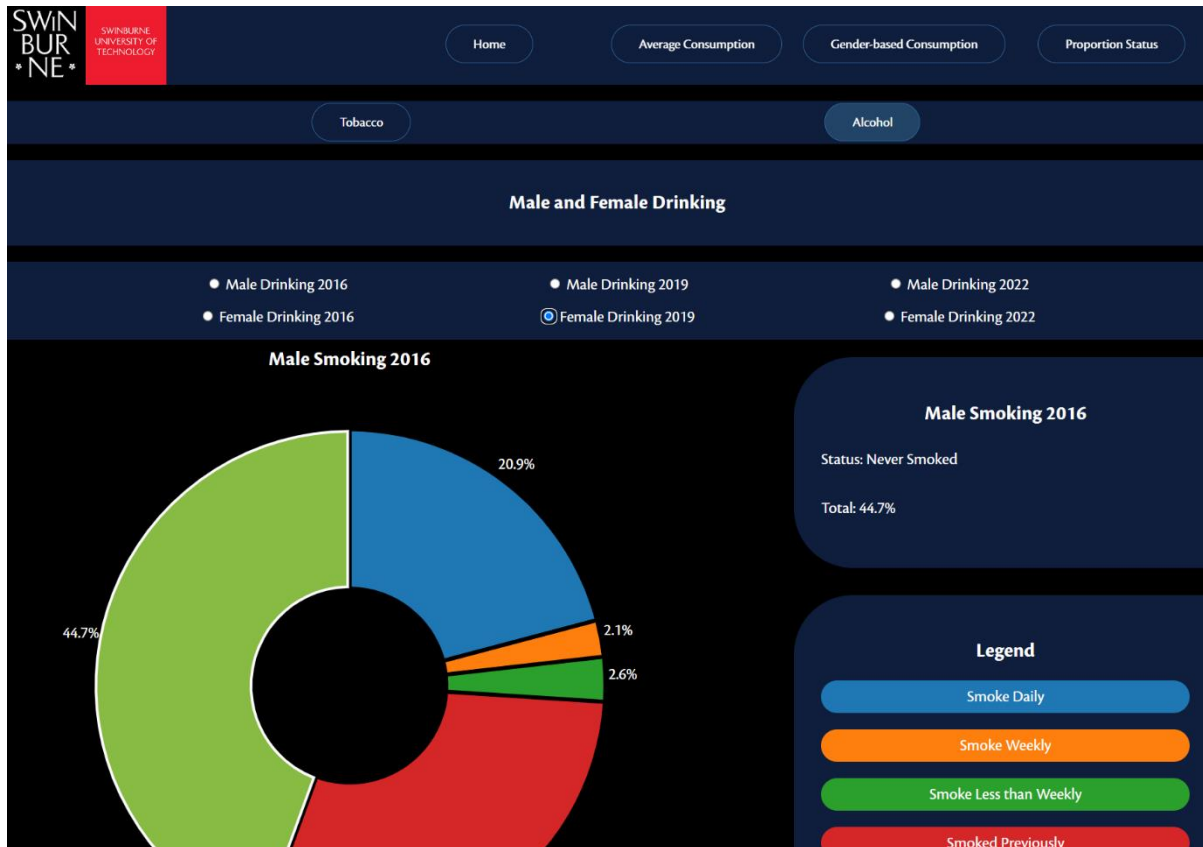 SWiN
BUR
* NE *
SWINBURNE
UNIVERSITY OF
TECHNOLOGY
Home
Average Consumption
Gender-based Consumption
Proportion Status
Tobacco
Alcohol
Male and Female Drinking
Male Drinking 2016
Male Drinking 2019
Male Drinking 2022
Female Drinking 2016
Female Drinking 2019
Female Drinking 2022
Male Smoking 2016
20.9%
2.1%
2.6%
44.7%
Male Smoking 2016
Status: Never Smoked
Total: 44.7%
Legend
Smoke Daily
Smoke Weekly
Smoke Less than Weekly
Smoked Previously